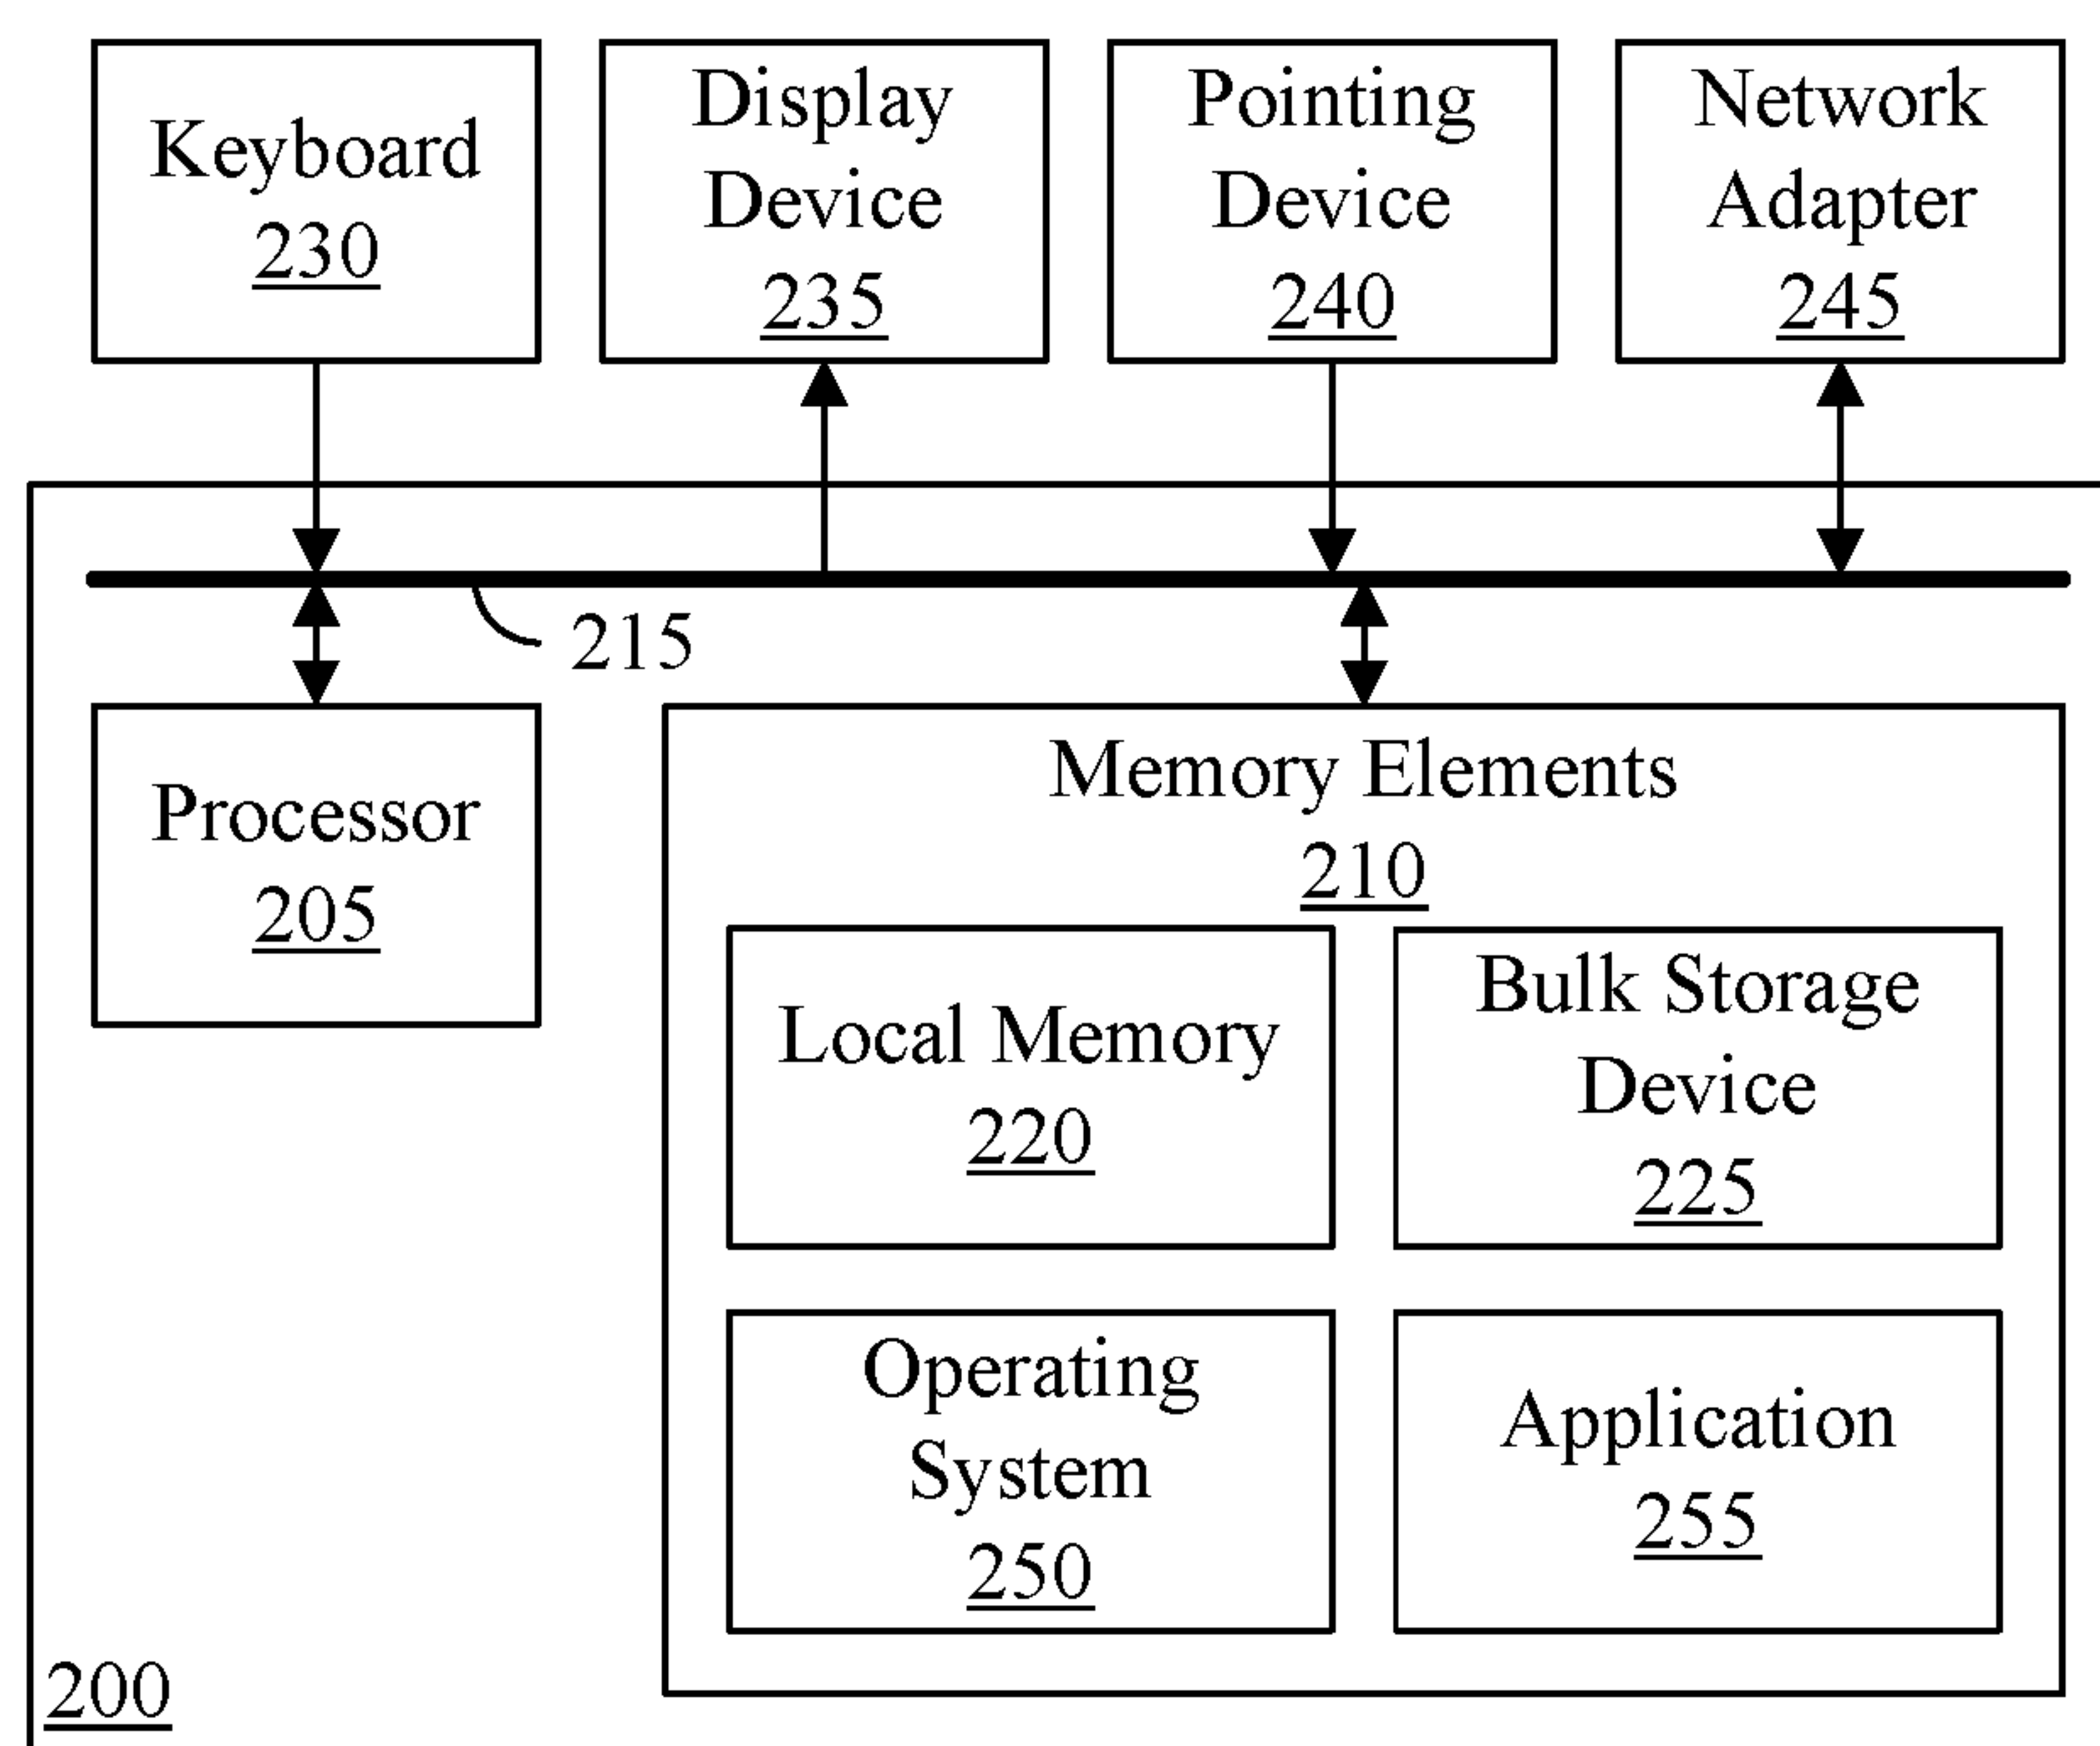 Keyboard
230
Display
Device
235
Pointing
Device
240
Network
Adapter
245
215
Processor
205
Memory Elements
210
Local Memory
220
Bulk Storage
Device
225
Operating
System
250
Application
255
200